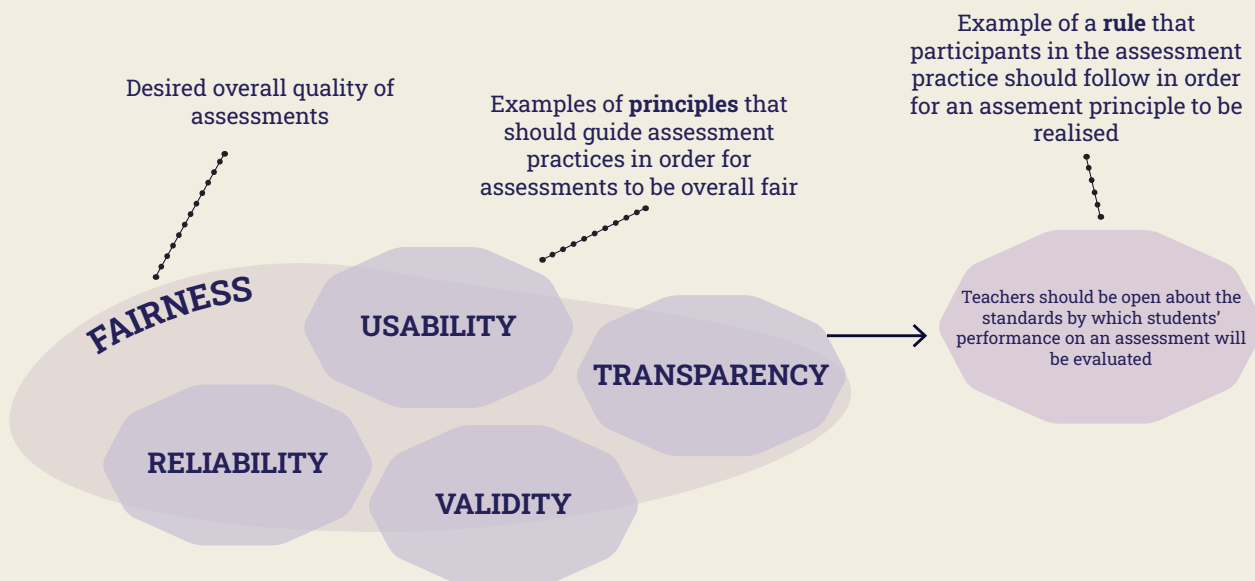 Desired overall quality of
assessments
Examples of principles that
should guide assessment
practices in order for
assessments to be overall fair
Example of a rule that
participants in the assessment
practice should follow in order
for an assement principle to be
realised
FAIRNESS
USABILITY
TRANSPARENCY
RELIABILITY
VALIDITY
Teachers should be open about the
standards by which students’
performance on an assessment will
be evaluated